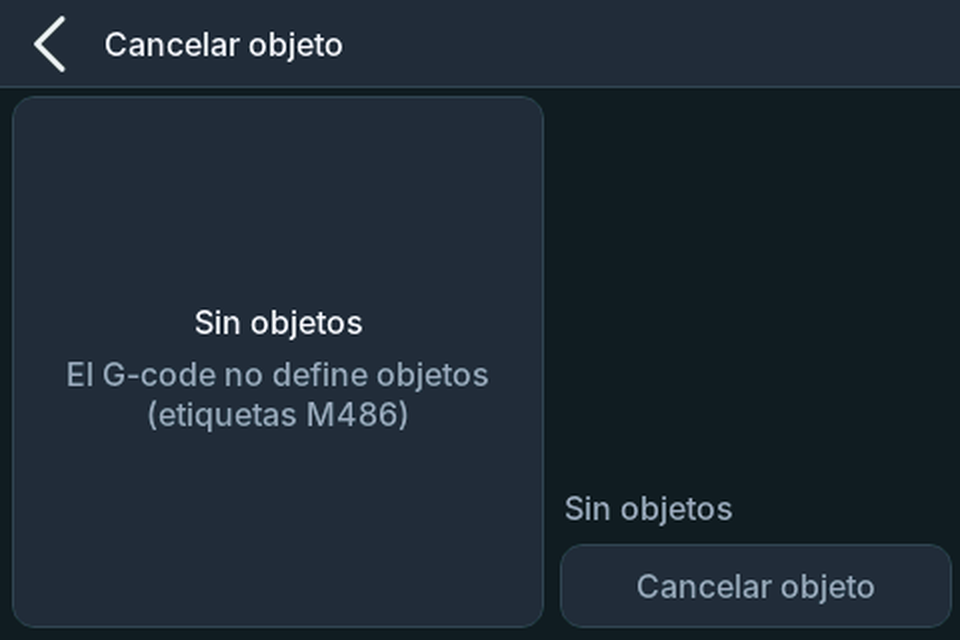 Cancelar objeto
Sin objetos
El G-code no define objetos
(etiquetas M486)
Sin objetos
Cancelar objeto